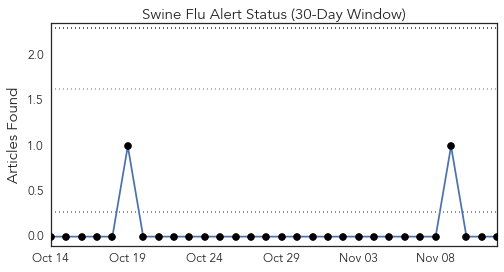 Swine Flu Alert Status (30-Day Window)
Articles Found
2.0
1.5
1.0
0.5
0.0
Oct 14 Oct 19 Oct 24 Oct 29 Nov 03 Nov 08